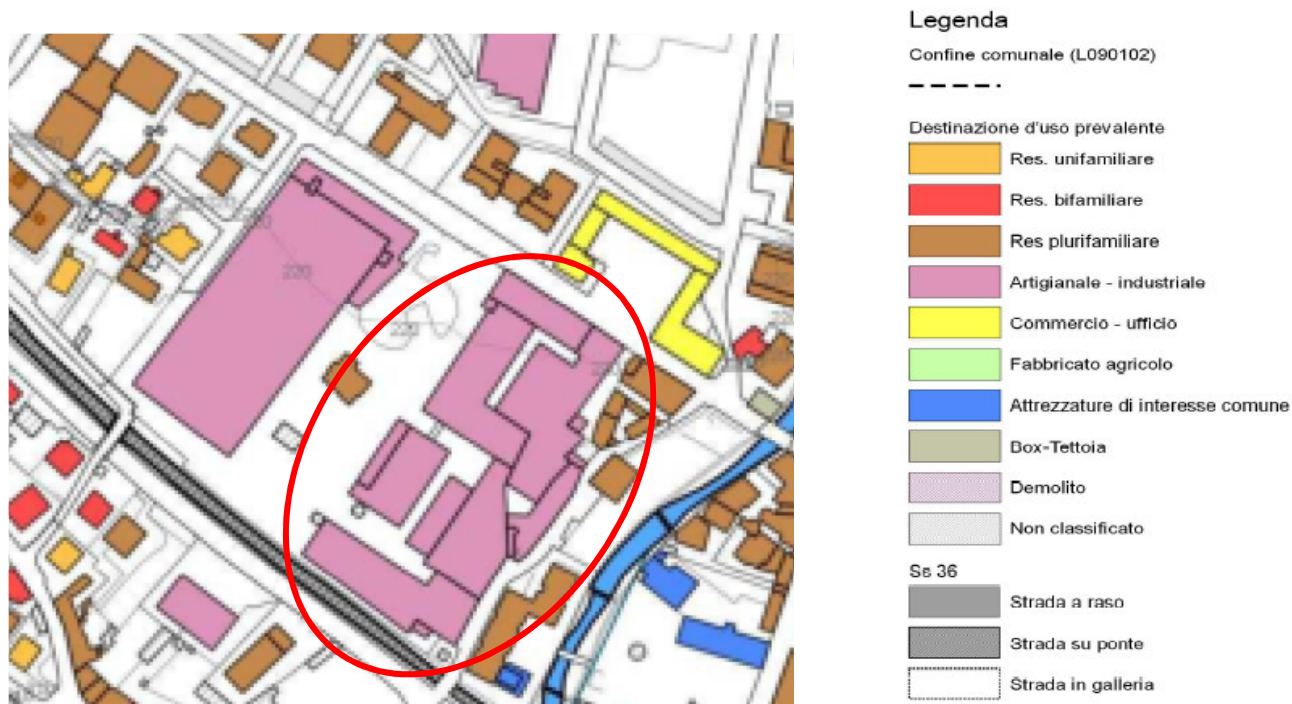 Legenda
Confine comunale (L090102)
Destinazione d'uso prevalente
Res. unifamiliare
Res. bifamiliare
Res plurifamiliare
Artigianale - industriale
Commercio - ufficio
Fabbricato agricolo
Attrezzature di interesse comune
Box-Tettoia
Demolito
Non classificato
Ss 36
Strada a raso
Strada su ponte
Strada in galleria
220
220